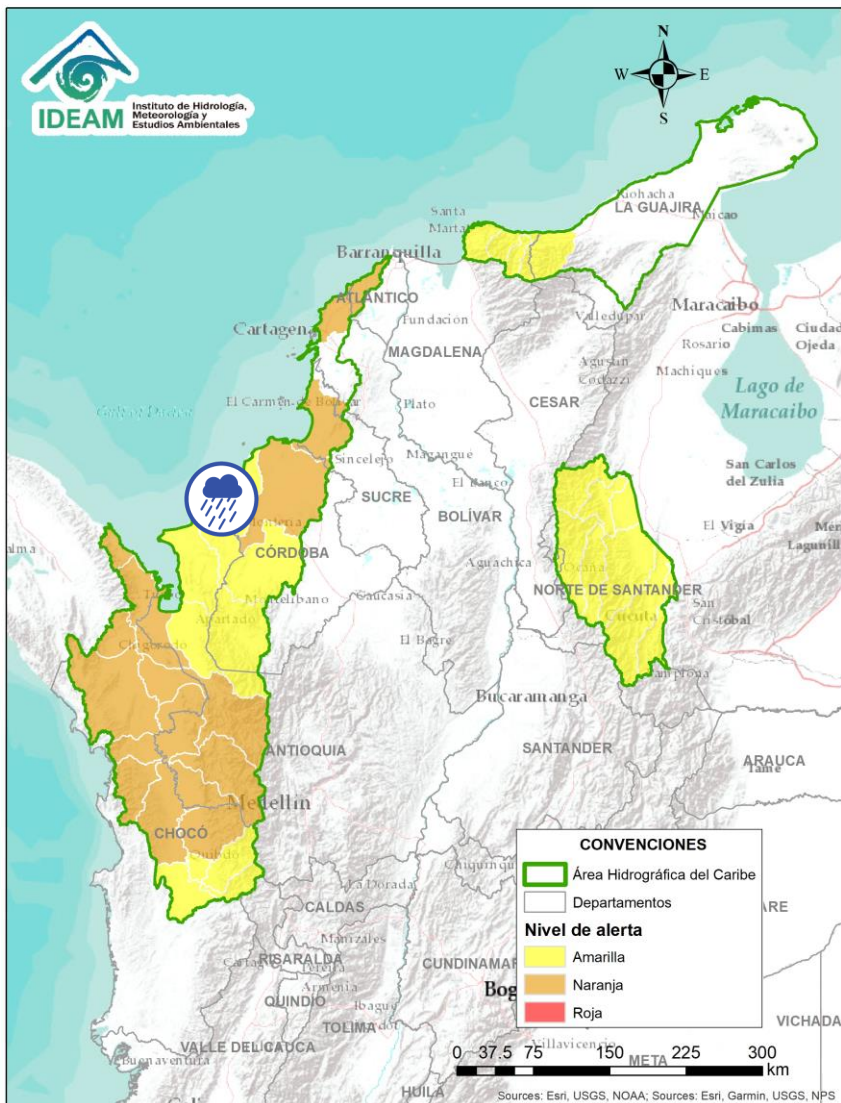 IDEAM
Instituto de Hidrología,
Meteorología y
Estudios Ambientales
N
W
E
S
Riohacha
LA GUAJIRA
Maicao
Santa
Marta
Barranquilla
ATLÁNTICO
Cartagena
Fundación
Valledupar
Maracaibo
Cabimas
Ciudad
Ojeda
Rosario
Machiques
MAGDALENA
Agustín
Codazzi
CESAR
Lago de
Maracaibo
El Carmen de Bolívar
Plato
Sincelejo
Magangue
San Carlos
del Zulia
SUCRE
El Banco
BOLÍVAR
El Vigía
CÓRDOBA
Aguachica
Ocaña
NORTE DE SANTANDER
Montelibano
Caucasia
San
Cristóbal
Apartadó
Cúcuta
El Bagre
Chigorodó
Pamplona
Bucaramanga
ANTIOQUIA
SANTANDER
ARAUCA
Tame
Medellín
CHOCÓ
Quibdó
La Dorada
CALDAS
Manizales
RISARALDA
Pereira
Armenia
QUINDÍO
Ibague
TOLIMA
VALLE DEL CAUCA
Buenaventura
HUILA
Villavicencio
META
VICHADA
CONVENCIONES
Área Hidrográfica del Caribe
Departamentos
Nivel de alerta
Amarilla
Naranja
Roja
0 37.5 75 150 225 300
km
Sources: Esri, USGS, NOAA; Sources: Esri, Garmin, USGS, NPS